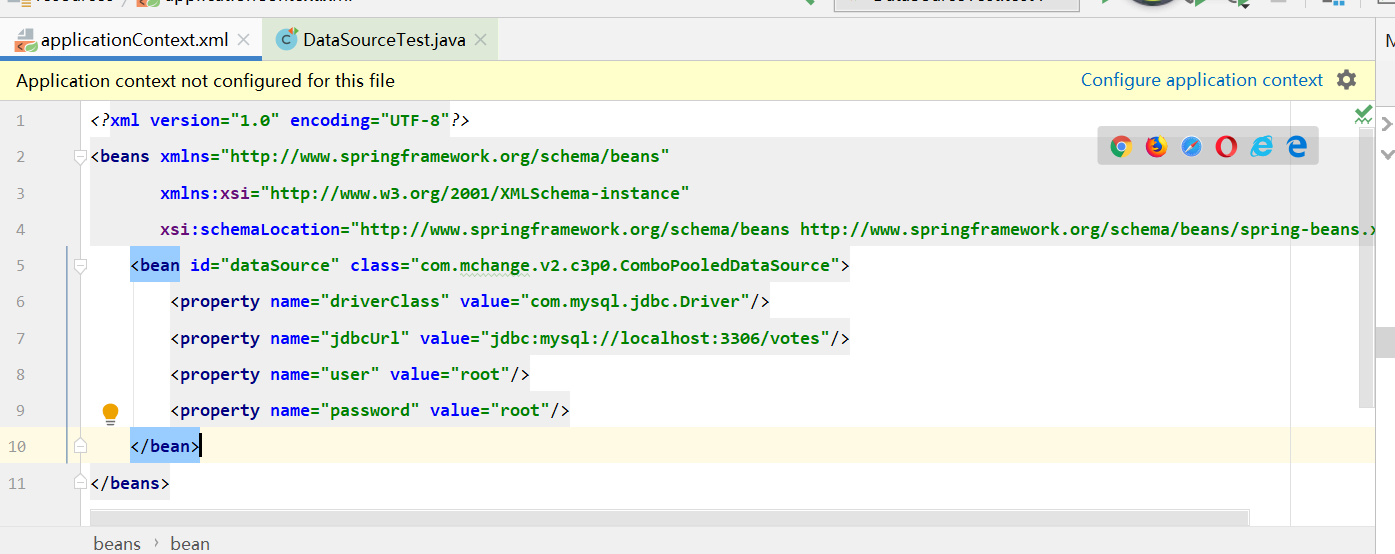 applicationContext.xml
DataSourceTest.java
Application context not configured for this file
Configure application context
1 <?xml version="1.0" encoding="UTF-8"?>
2 <beans xmlns="http://www.springframework.org/schema/beans"
3 xmlns:xsi="http://www.w3.org/2001/XMLSchema-instance"
4 xsi:schemaLocation="http://www.springframework.org/schema/beans http://www.springframework.org/schema/beans/spring-beans.x
5 <bean id="dataSource" class="com.mchange.v2.c3p0.ComboPooledDataSource">
6 <property name="driverClass" value="com.mysql.jdbc.Driver"/>
7 <property name="jdbcUrl" value="jdbc:mysql://localhost:3306/votes"/>
8 <property name="user" value="root"/>
9 <property name="password" value="root"/>
10 </bean>
11 </beans>
beans › bean